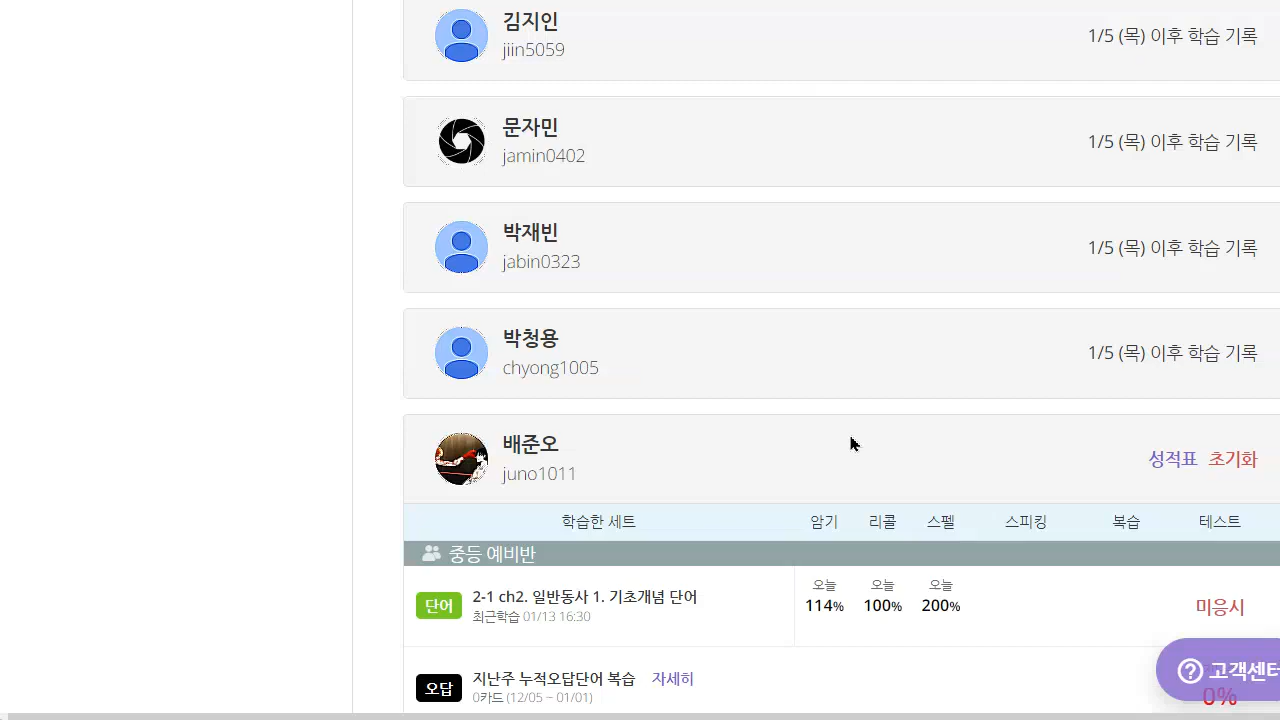 김지인
jiin5059
1/5 (목) 이후 학습 기록
문자민
jamin0402
1/5 (목) 이후 학습 기록
박재빈
jabin0323
1/5 (목) 이후 학습 기록
박청용
chyong1005
1/5 (목) 이후 학습 기록
배준오
juno1011
성적표 초기화
학습한 세트 암기 리콜 스펠 스피킹 복습 테스트
중등 예비반
단어 2-1 ch2. 일반동사 1. 기초개념 단어
최근학습 01/13 16:30
오늘 오늘 오늘
114% 100% 200%
미응시
오답 지난주 누적오답단어 복습 자세히
0카드 (12/05 ~ 01/01)
고객센터
0%